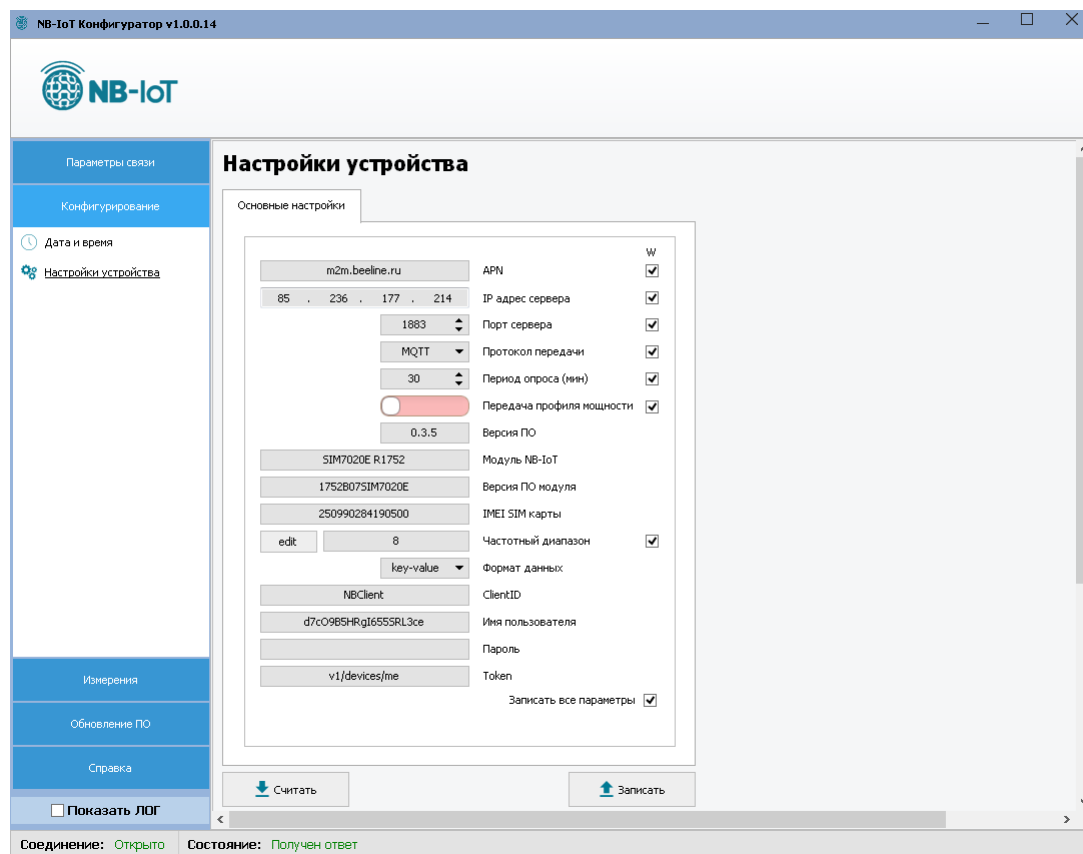 NB-IoT Конфигуратор v1.0.0.14
NB-IoT
Параметры связи
Конфигурирование
Дата и время
Настройки устройства
Измерения
Обновление ПО
Справка
Показать ЛОГ
Настройки устройства
Основные настройки
W
m2m.beeline.ru APN
85 . 236 . 177 . 214 IP адрес сервера
1883 Порт сервера
MQTT Протокол передачи
30 Период опроса (мин)
Передача профиля мощности
0.3.5 Версия ПО
SIM7020E R1752 Модуль NB-IoT
1752B07SIM7020E Версия ПО модуля
250990284190500 IMEI SIM карты
edit 8 Частотный диапазон
key-value Формат данных
NBClient ClientID
d7cO9B5HRgI655SRL3ce Имя пользователя
Пароль
v1/devices/me Token
Записать все параметры
Считать Записать
Соединение: Открыто Состояние: Получен ответ